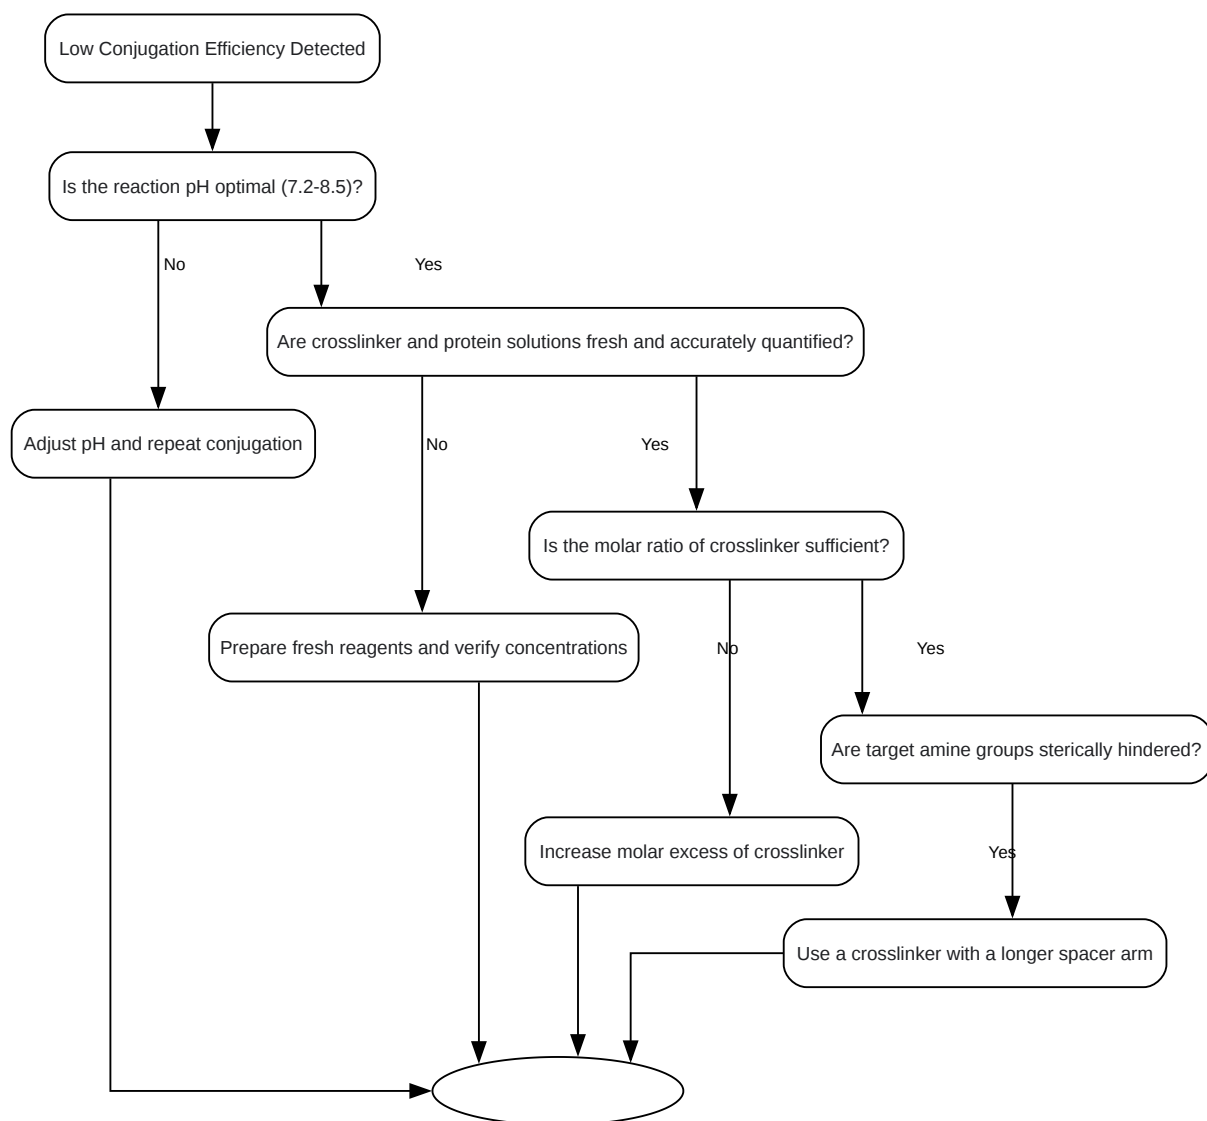 Low Conjugation Efficiency Detected
Is the reaction pH optimal (7.2-8.5)?
No
Yes
Are crosslinker and protein solutions fresh and accurately quantified?
Adjust pH and repeat conjugation
No
Yes
Is the molar ratio of crosslinker sufficient?
Prepare fresh reagents and verify concentrations
No
Yes
Are target amine groups sterically hindered?
Increase molar excess of crosslinker
Yes
Use a crosslinker with a longer spacer arm